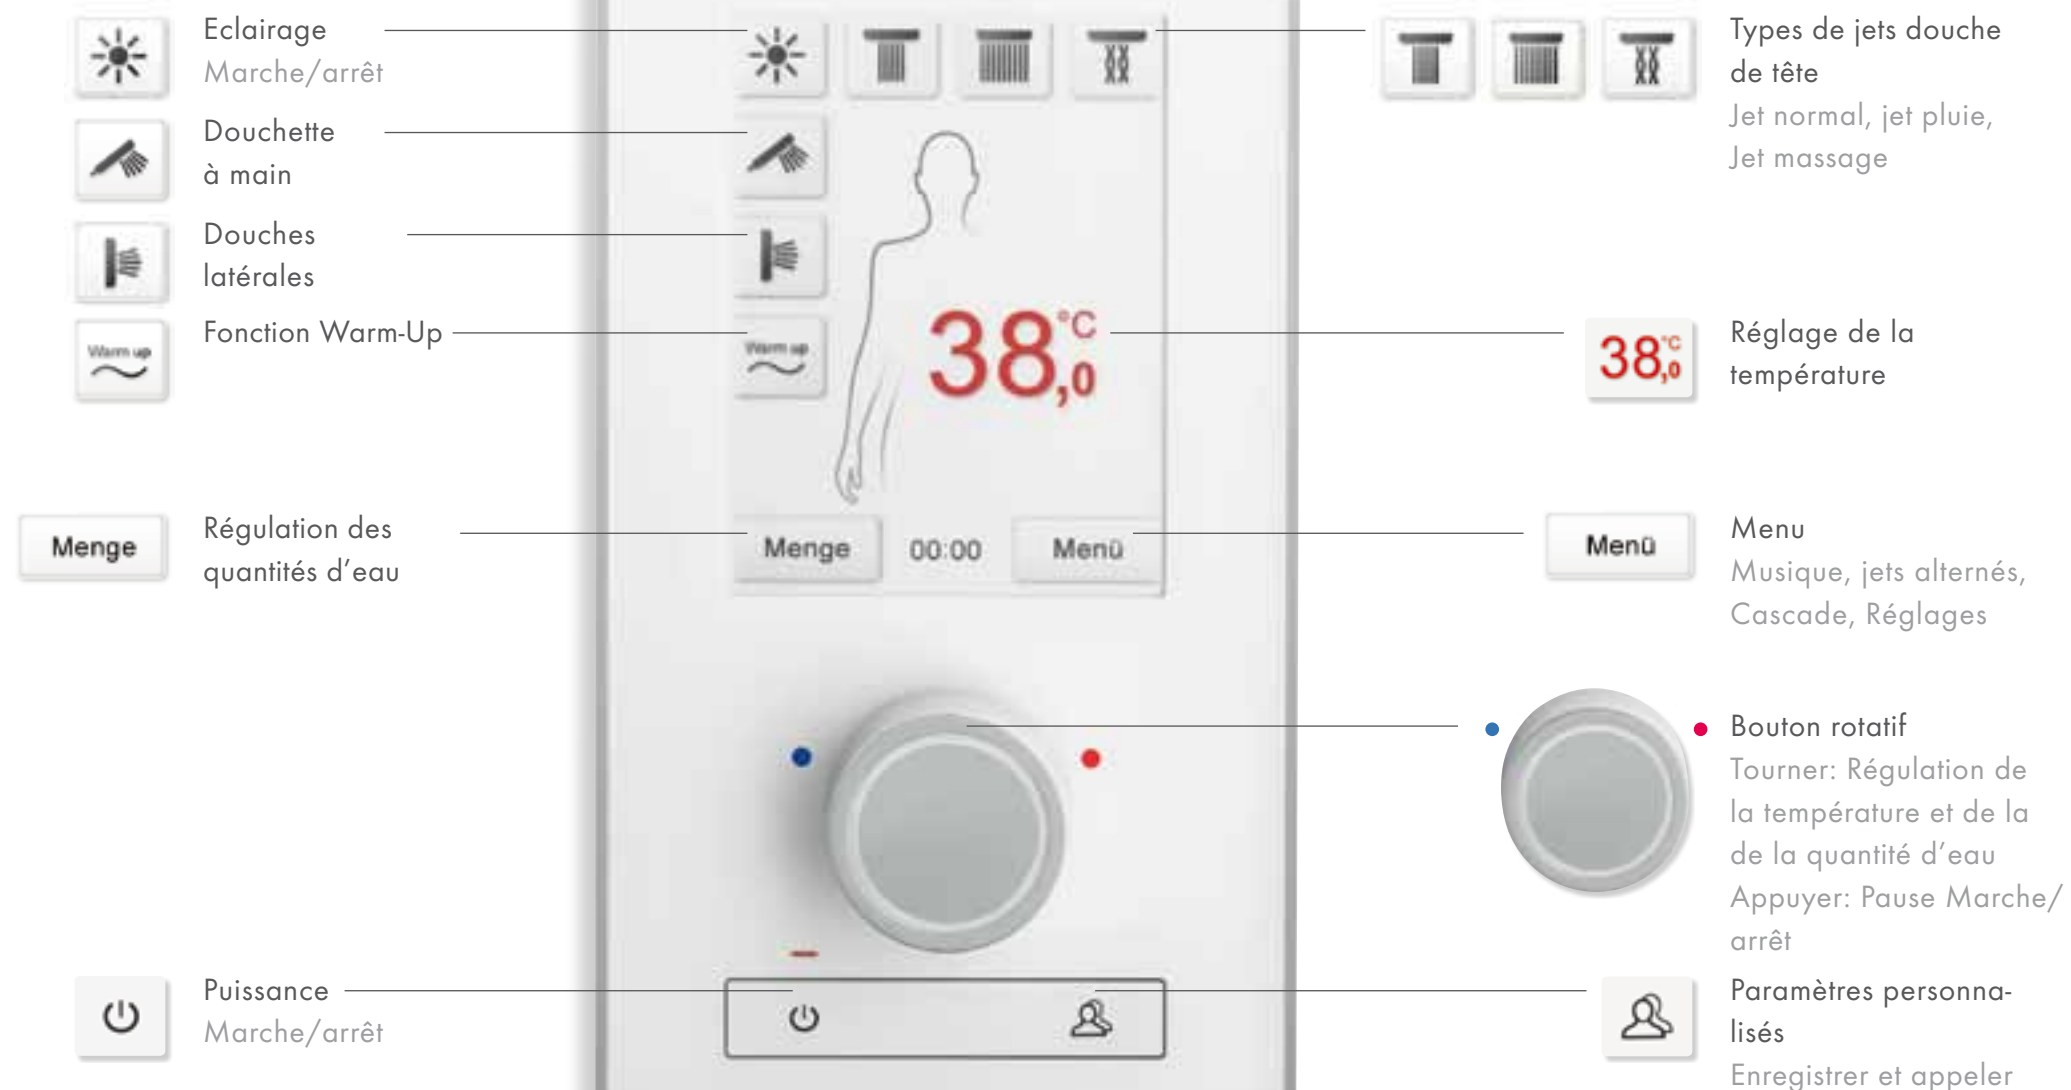 Eclairage
Marche/arrêt
Douchette
à main
Douches
latérales
Warm up
Fonction Warm-Up
Menge
Régulation des
quantités d'eau
Puissance
Marche/arrêt
Warm up
38,0 °C
Menge 00:00 Menü
Types de jets douche
de tête
Jet normal, jet pluie,
Jet massage
38,0 °C
Réglage de la
température
Menü
Menu
Musique, jets alternés,
Cascade, Réglages
Bouton rotatif
Tourner: Régulation de
la température et de la
de la quantité d'eau
Appuyer: Pause Marche/
arrêt
Paramètres personna-
lisés
Enregistrer et appeler